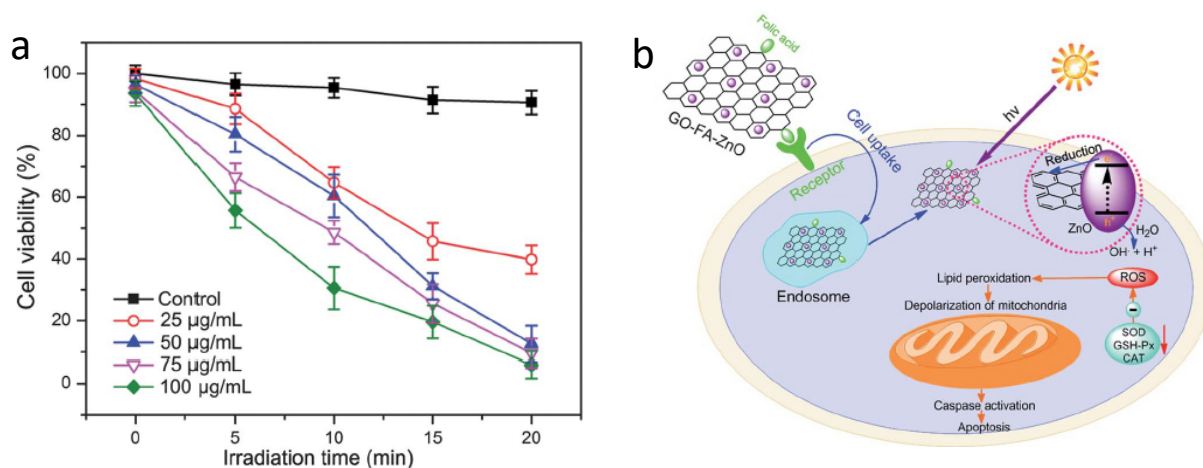 a
Cell viability (%)
100
80
60
40
20
0
Control
25 µg/mL
50 µg/mL
75 µg/mL
100 µg/mL
0 5 10 15 20
Irradiation time (min)
b
Folic acid
GO-FA-ZnO
Receptor
Cell uptake
Endosome
hν
Reduction
e⁻
h⁺
ZnO
H₂O
OH· + H⁺
ROS
Lipid peroxidation
Depolarization of mitochondria
SOD
GSH-Px
CAT
Caspase activation
Apoptosis